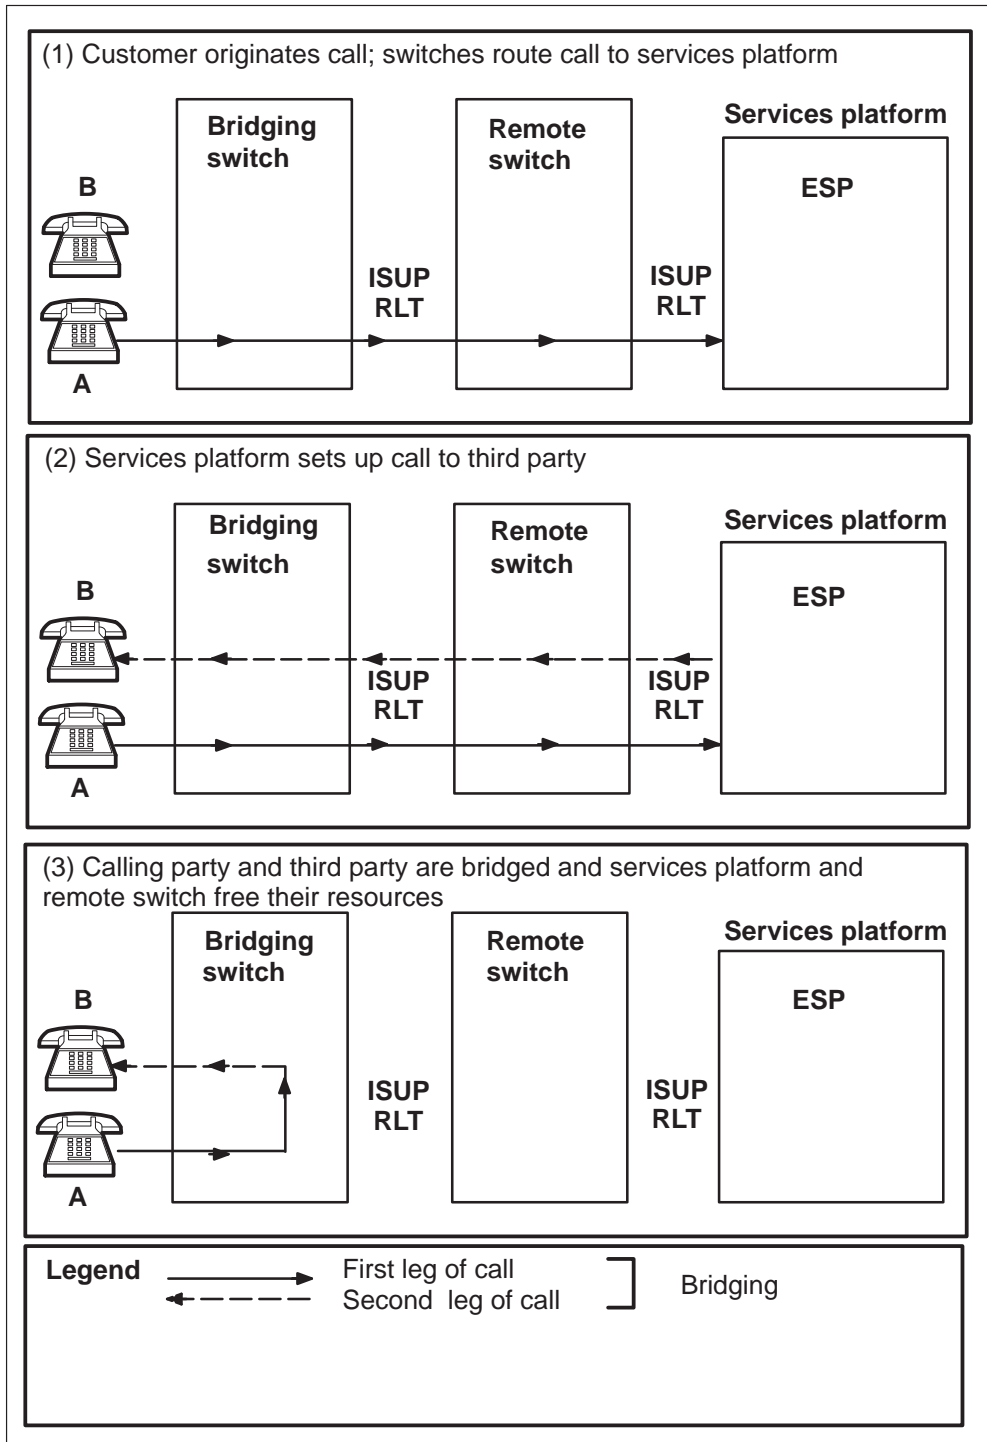 (1) Customer originates call; switches route call to services platform
Bridging
switch
Remote
switch
Services platform
ESP
B
A
ISUP
RLT
ISUP
RLT
(2) Services platform sets up call to third party
Bridging
switch
Remote
switch
Services platform
ESP
B
A
ISUP
RLT
ISUP
RLT
(3) Calling party and third party are bridged and services platform and
remote switch free their resources
Bridging
switch
Remote
switch
Services platform
ESP
B
A
ISUP
RLT
ISUP
RLT
Legend
First leg of call
Second leg of call
Bridging